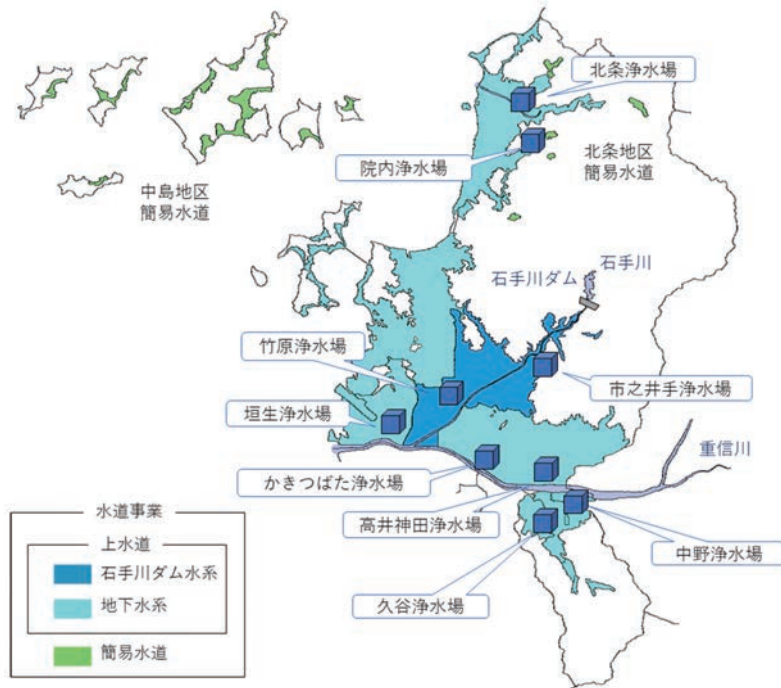 北条浄水場
院内浄水場
北条地区
簡易水道
中島地区
簡易水道
石手川
石手川ダム
竹原浄水場
市之井手浄水場
垣生浄水場
重信川
かきつばた浄水場
高井神田浄水場
中野浄水場
久谷浄水場
水道事業
上水道
石手川ダム水系
地下水系
簡易水道